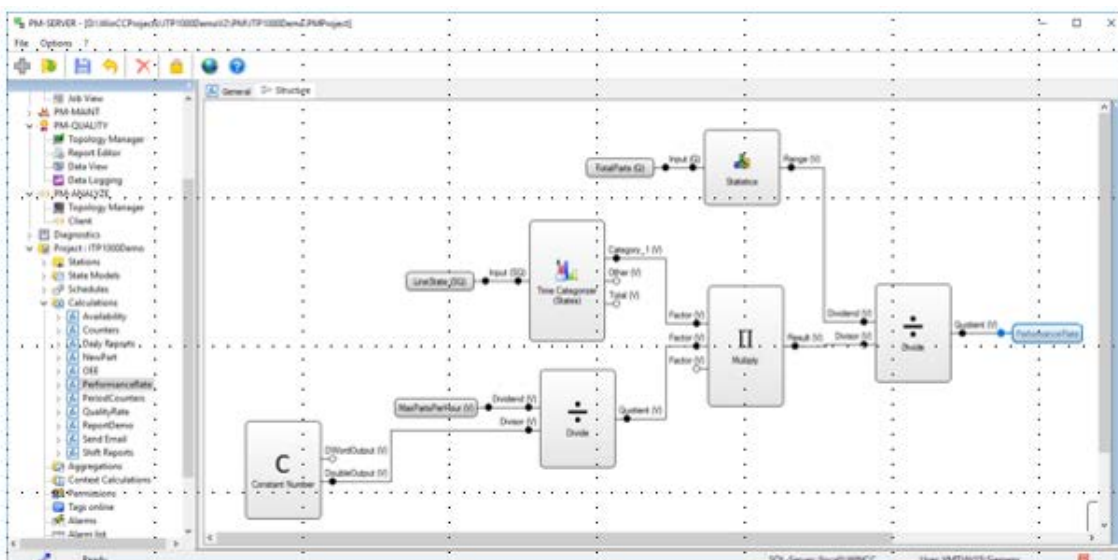 PM-SERVER - [D:\WinCCProjects\ITP1000DemoV2\PM\ITP1000Demo.PMProject]
File Options ?
General Structure
Job View
PM-MAINT
PM-QUALITY
Topology Manager
Report Editor
Data View
Data Logging
PM-ANALYZE
Topology Manager
Client
Diagnostics
Project : ITP1000Demo
Stations
State Models
Schedules
Calculations
Availability
Counters
Daily Reports
NewPart
OEE
PerformanceRate
PeriodCounters
QualityRate
ReportDemo
Send Email
Shift Reports
Aggregations
Context Calculations
Permissions
Tags online
Alarms
Alarm list
TotalParts (Q) Input (Q) Range (V)
Statistics
LineState (SQ) Input (SQ) Category_1 (V)
Other (V)
Total (V)
Time Categorizer
(States)
Factor (V)
Factor (V) Result (V)
Factor (V)
Π
Multiply
Dividend (V)
Divisor (V) Quotient (V)
÷
Divide
PerformanceRate
MaxPartsPerHour (V) Dividend (V)
Divisor (V) Quotient (V)
÷
Divide
C
Constant Number
DWordOutput (V)
DoubleOutput (V)
Ready